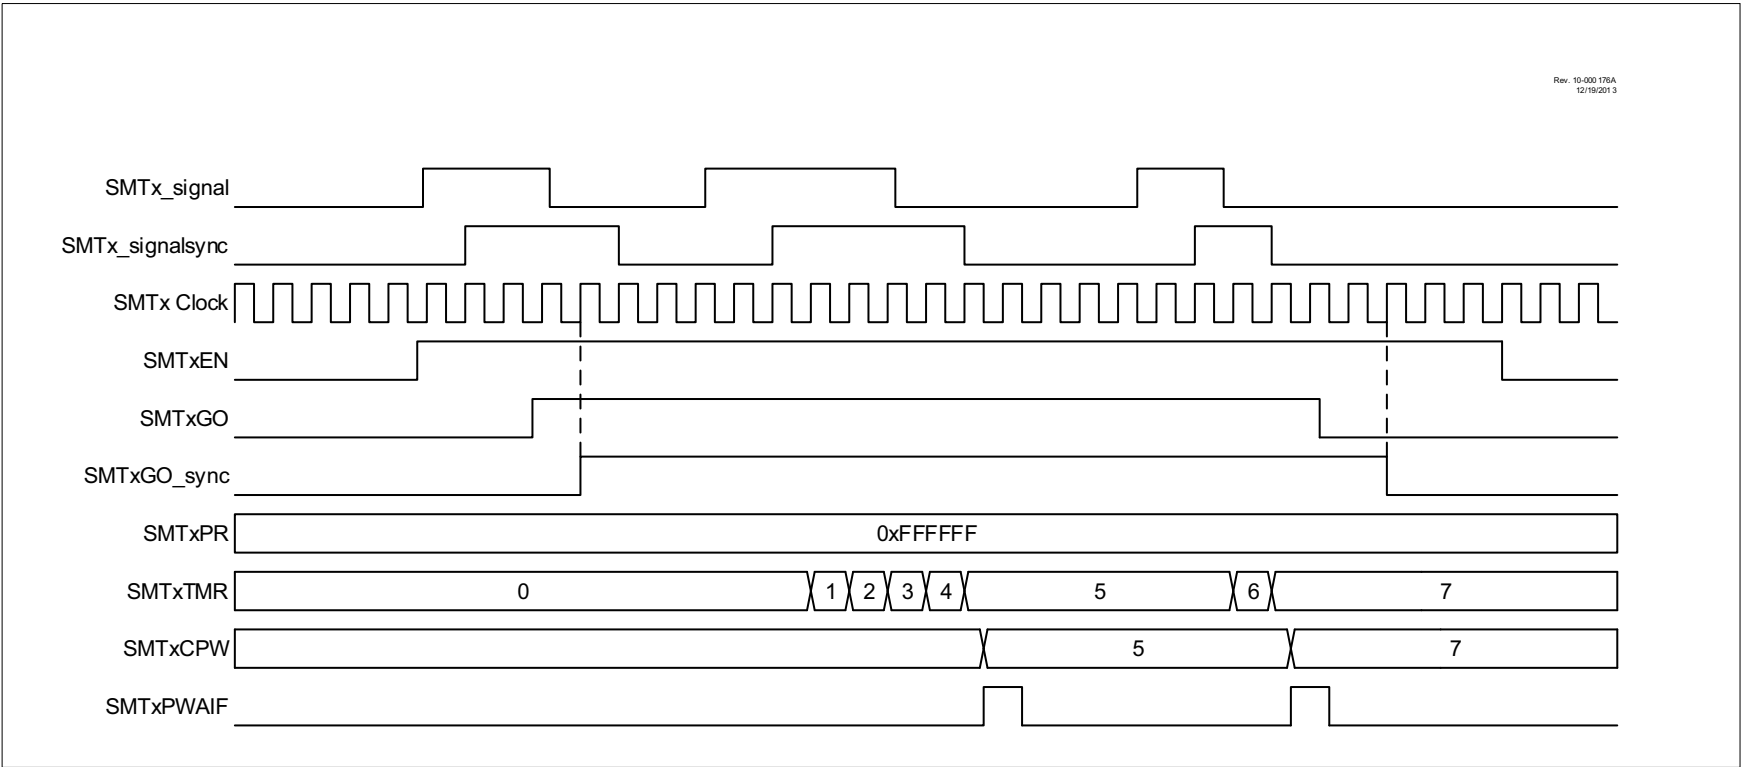 Rev. 10-000 176A
12/19/201 3
SMTx_signal
SMTx_signalsync
SMTx Clock
SMTxEN
SMTxGO
SMTxGO_sync
SMTxPR 0xFFFFFF
SMTxTMR 0 1 2 3 4 5 6 7
SMTxCPW 5 7
SMTxPWAIF